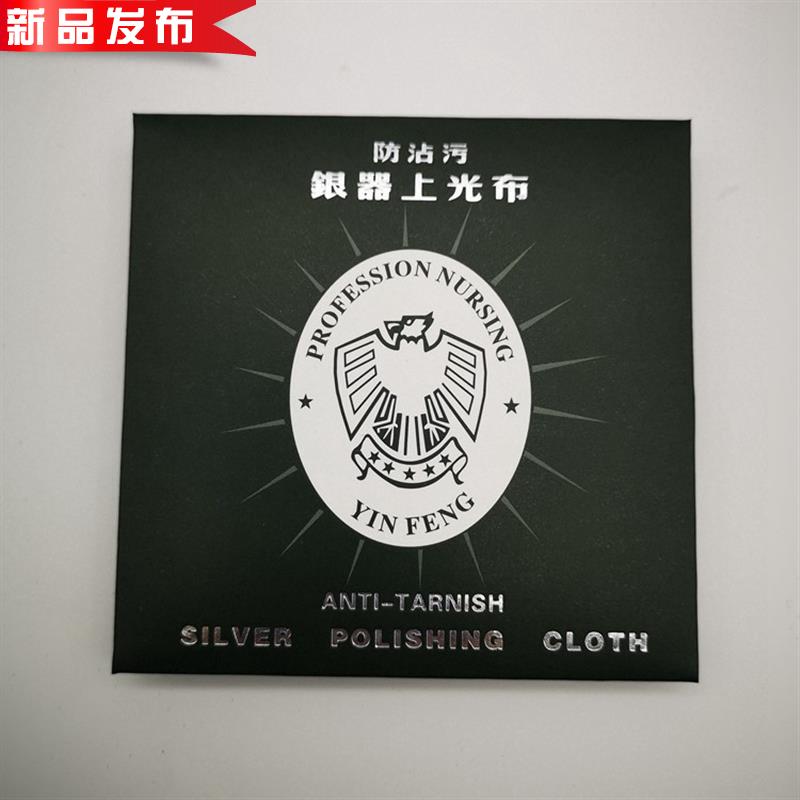 新品发布
防沾污
銀器上光布
PROFESSION NURSING
YIN FENG
ANTI-TARNISH
SILVER POLISHING CLOTH